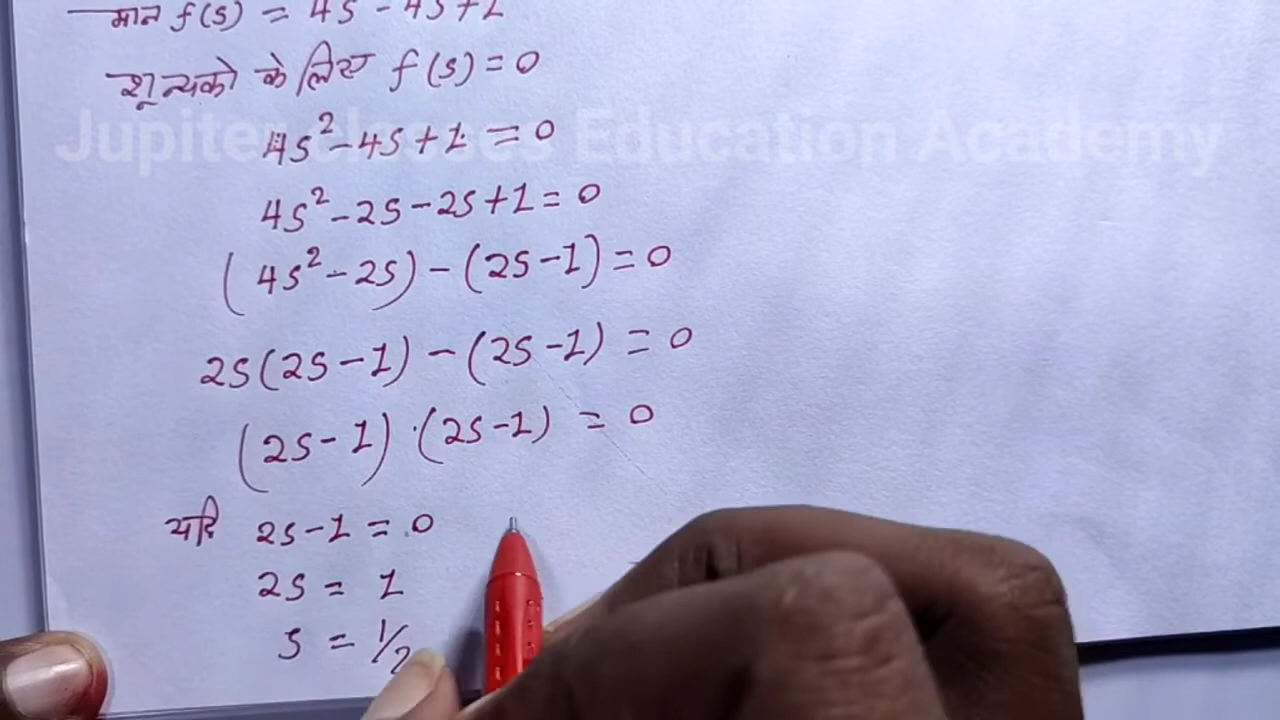 मान f(s) = 4s² - 4s + 1
शून्यको के लिए f(s) = 0
Jupiter classes Education Academy
4s² - 4s + 1 = 0
4s² - 2s - 2s + 1 = 0
(4s² - 2s) - (2s - 1) = 0
2s(2s - 1) - (2s - 1) = 0
(2s - 1) · (2s - 1) = 0
यदि 2s - 1 = 0
2s = 1
s = 1/2